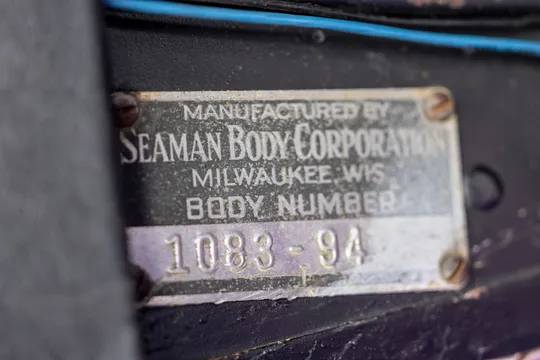 MANUFACTURED BY
SEAMAN BODY CORPORATION
MILWAUKEE, WIS.
BODY NUMBER
1083-94